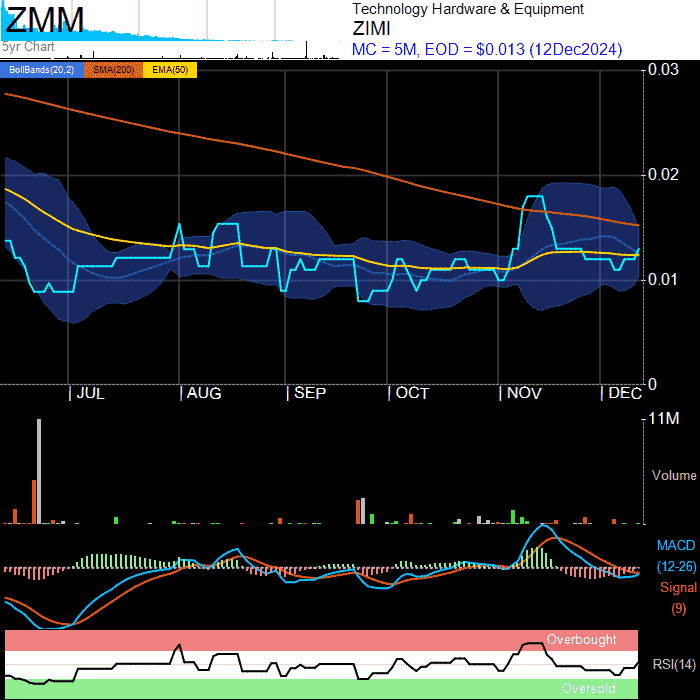 ZMM
5yr Chart
Technology Hardware & Equipment
ZIMI
MC = 5M, EOD = $0.013 (12Dec2024)
BollBands(20,2) SMA(200) EMA(50)
0.03
0.02
0.01
0
| JUL | AUG | SEP | OCT | NOV | DEC
11M
Volume
MACD
(12-26)
Signal
(9)
Overbought
RSI(14)
Oversold